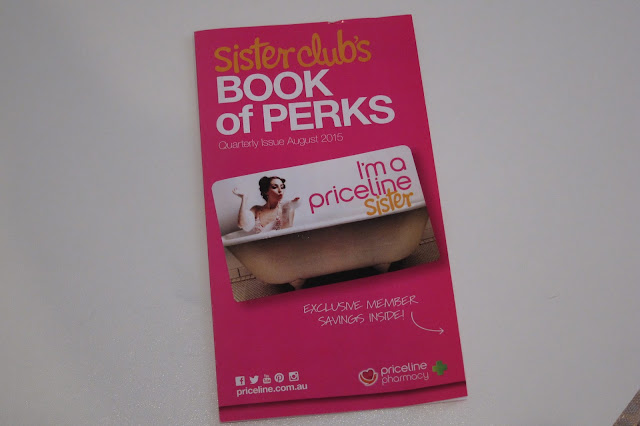 sister club's
BOOK
of PERKS
Quarterly Issue August 2015
I'm a
priceline
sister
EXCLUSIVE MEMBER
SAVINGS INSIDE!
priceline.com.au
priceline
pharmacy